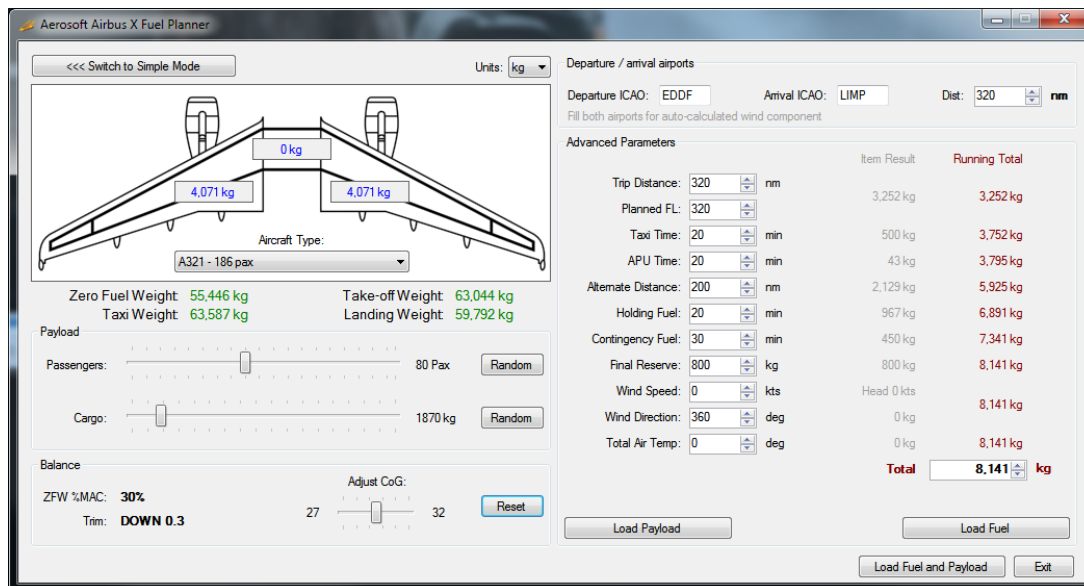 Aerosoft Airbus X Fuel Planner
<<< Switch to Simple Mode
Units: kg
0 kg
4,071 kg 4,071 kg
Aircraft Type:
A321 - 186 pax
Zero Fuel Weight 55,446 kg Take-off Weight 63,044 kg
Taxi Weight 63,587 kg Landing Weight 59,792 kg
Payload
Passengers: 80 Pax Random
Cargo: 1870 kg Random
Balance
ZFW %MAC: 30%
Trim: DOWN 0.3
Adjust CoG:
27 32
Reset
Departure / arrival airports
Departure ICAO: EDDF Arrival ICAO: LIMP Dist: 320 nm
Fill both airports for auto-calculated wind component
Advanced Parameters
Item Result Running Total
Trip Distance: 320 nm
3,252 kg 3,252 kg
Planned FL: 320
Taxi Time: 20 min 500 kg 3,752 kg
APU Time: 20 min 43 kg 3,795 kg
Alternate Distance: 200 nm 2,129 kg 5,925 kg
Holding Fuel: 20 min 967 kg 6,891 kg
Contingency Fuel: 30 min 450 kg 7,341 kg
Final Reserve: 800 kg 800 kg 8,141 kg
Wind Speed: 0 kts Head 0 kts
8,141 kg
Wind Direction: 360 deg 0 kg
Total Air Temp: 0 deg 0 kg 8,141 kg
Total 8,141 kg
Load Payload Load Fuel
Load Fuel and Payload Exit